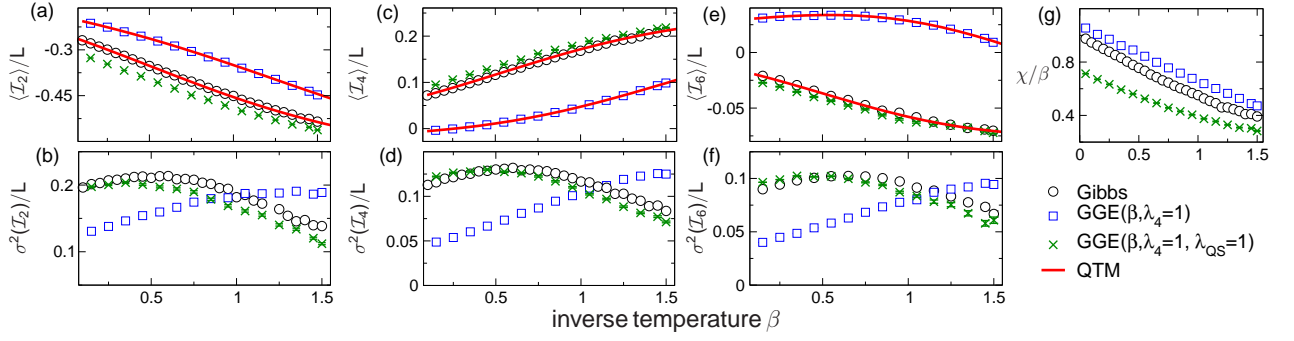 (a)
⟨I₂⟩/L
-0.3
-0.45
(b)
σ²(I₂)/L
0.2
0.1
0.5
1
1.5
(c)
⟨I₄⟩/L
0.2
0.1
0
(d)
σ²(I₄)/L
0.1
0.05
0
0.5
1
1.5
(e)
⟨I₆⟩/L
0
-0.05
(f)
σ²(I₆)/L
0.1
0.05
0
0.5
1
1.5
inverse temperature β
(g)
χ/β
0.8
0.4
0
0.5
1
1.5
Gibbs
GGE(β,λ₄=1)
GGE(β,λ₄=1, λ_QS=1)
QTM